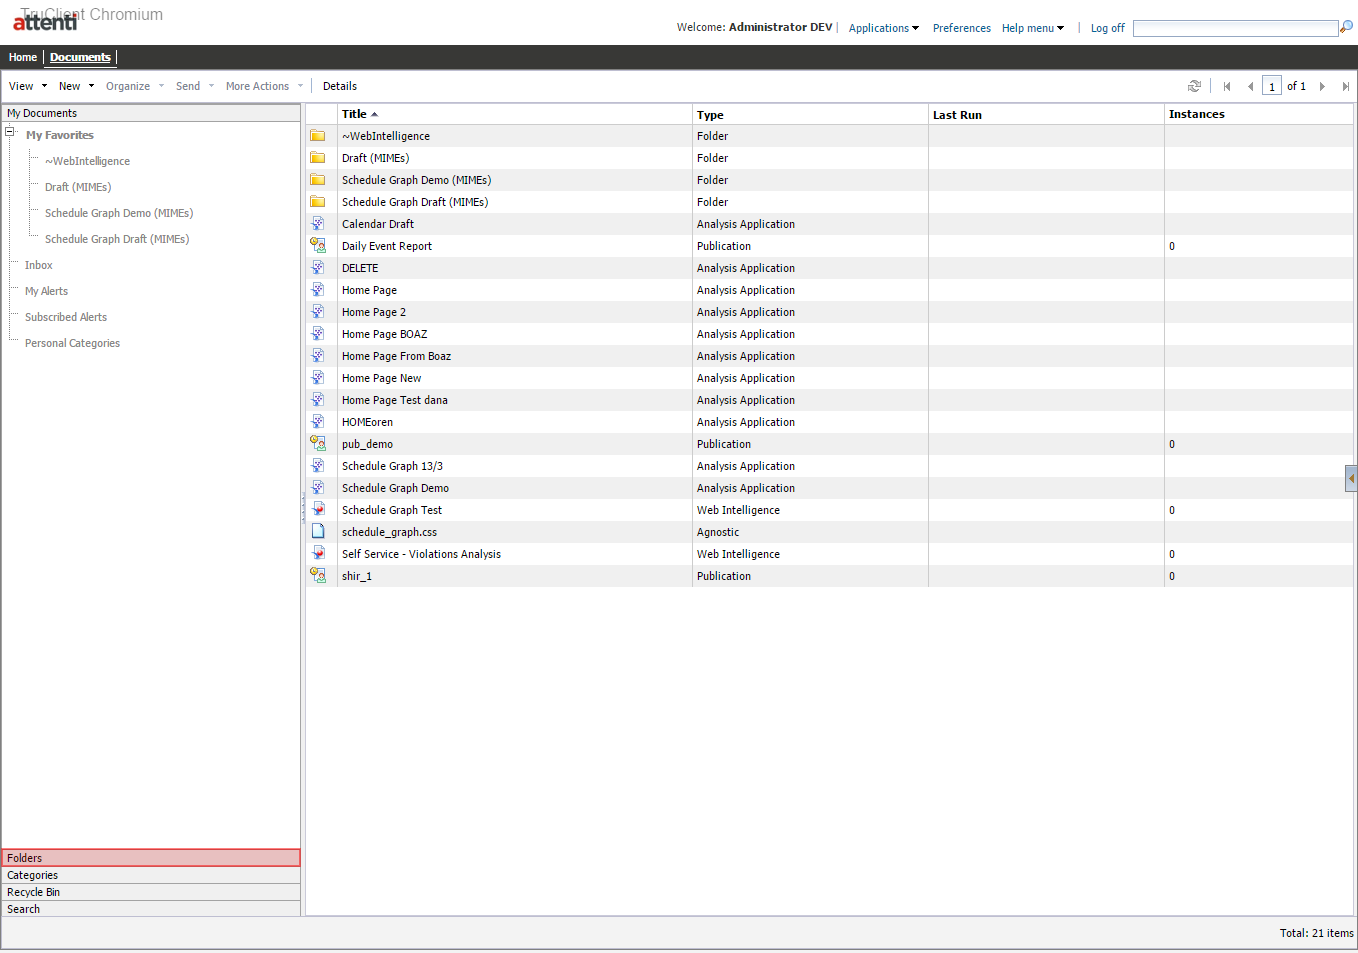 TruClient Chromium
attenti
Welcome: Administrator DEV | Applications Preferences Help menu | Log off
Home Documents
View New Organize Send More Actions Details 1 of 1
My Documents
My Favorites
~WebIntelligence
Draft (MIMEs)
Schedule Graph Demo (MIMEs)
Schedule Graph Draft (MIMEs)
Inbox
My Alerts
Subscribed Alerts
Personal Categories
Folders
Categories
Recycle Bin
Search
Title Type Last Run Instances
~WebIntelligence Folder
Draft (MIMEs) Folder
Schedule Graph Demo (MIMEs) Folder
Schedule Graph Draft (MIMEs) Folder
Calendar Draft Analysis Application
Daily Event Report Publication 0
DELETE Analysis Application
Home Page Analysis Application
Home Page 2 Analysis Application
Home Page BOAZ Analysis Application
Home Page From Boaz Analysis Application
Home Page New Analysis Application
Home Page Test dana Analysis Application
HOMEoren Analysis Application
pub_demo Publication 0
Schedule Graph 13/3 Analysis Application
Schedule Graph Demo Analysis Application
Schedule Graph Test Web Intelligence 0
schedule_graph.css Agnostic
Self Service - Violations Analysis Web Intelligence 0
shir_1 Publication 0
Total: 21 items